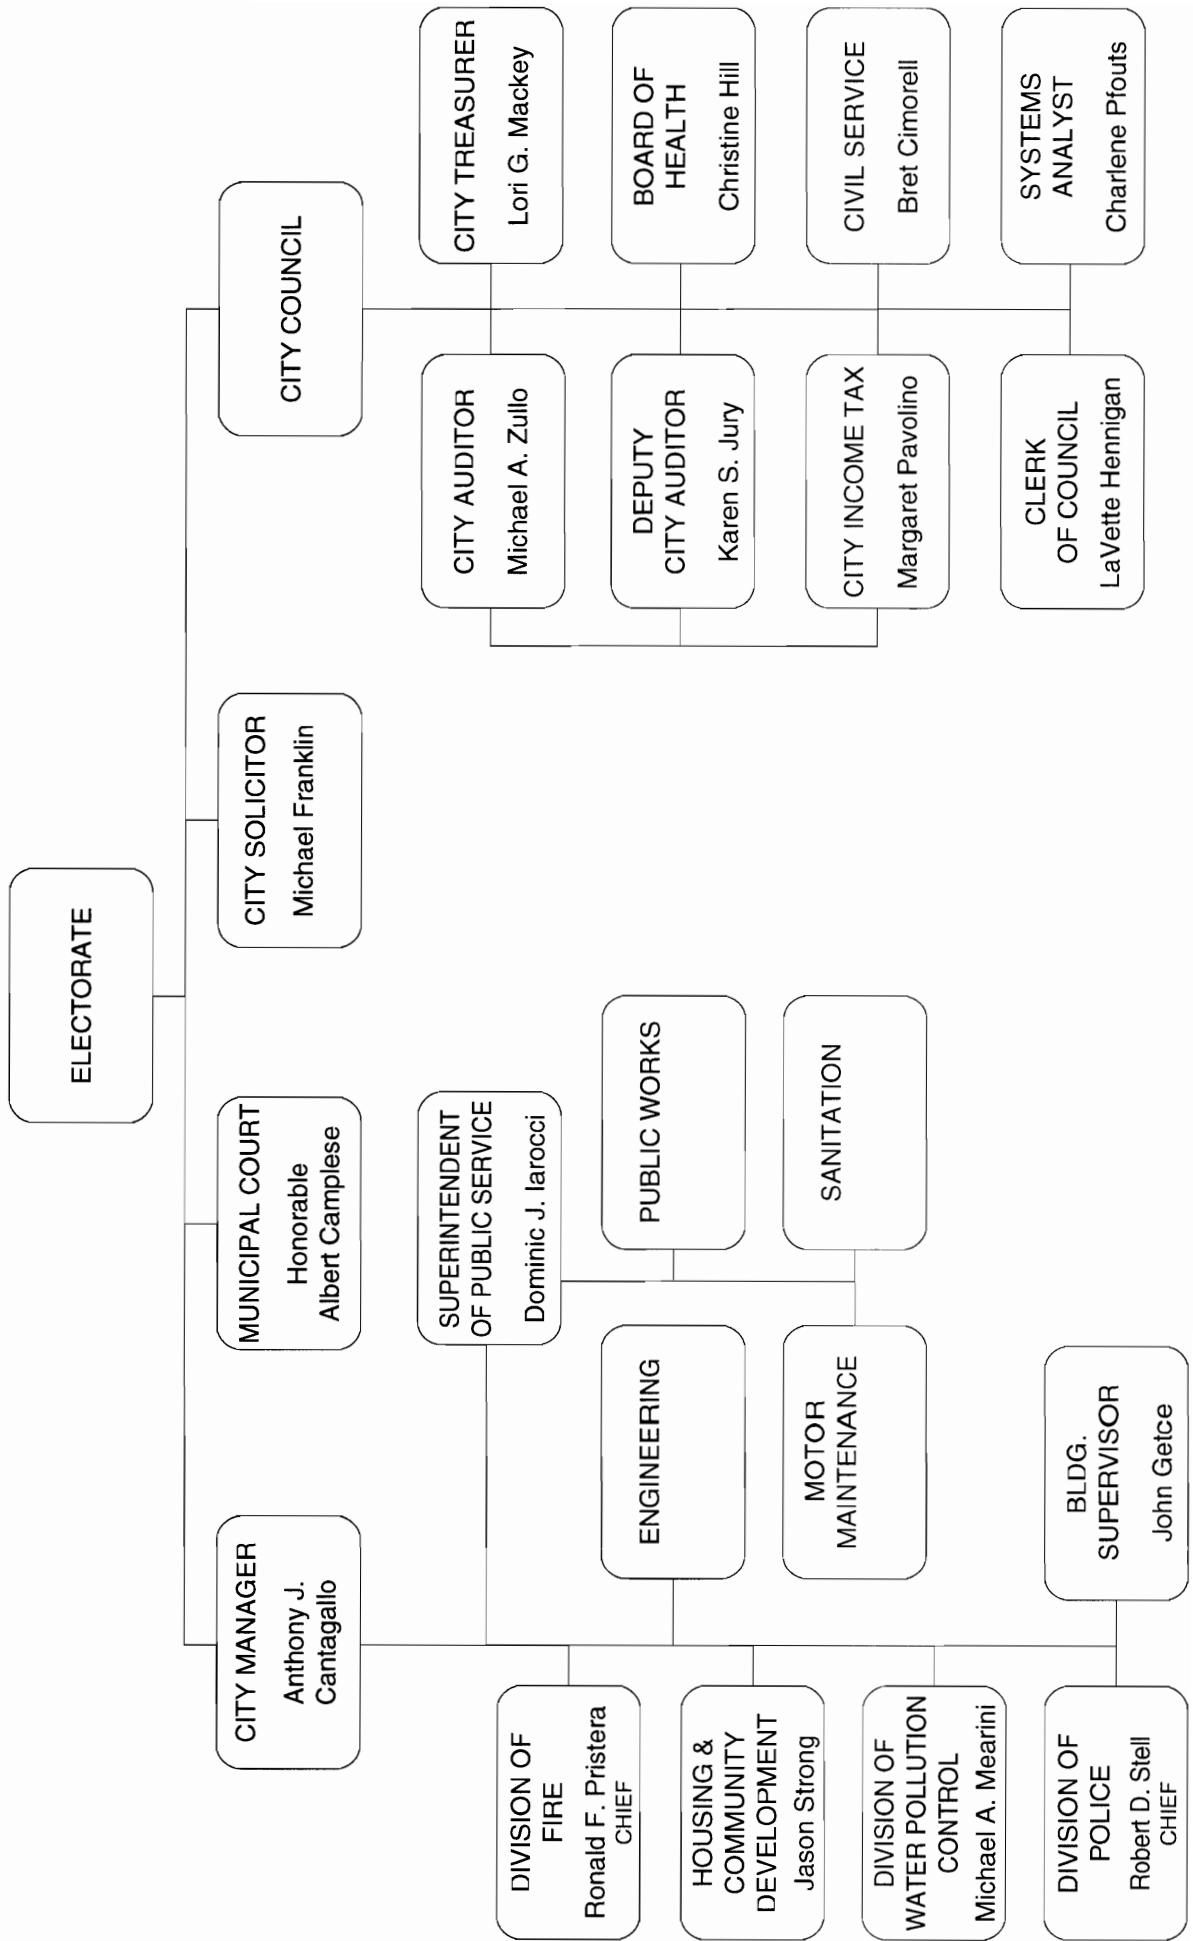 ELECTORATE
CITY MANAGER
Anthony J.
Cantagallo
MUNICIPAL COURT
Honorable
Albert Camplese
CITY SOLICITOR
Michael Franklin
CITY COUNCIL
SUPERINTENDENT
OF PUBLIC SERVICE
Dominic J. Iarocci
CITY AUDITOR
Michael A. Zullo
CITY TREASURER
Lori G. Mackey
DIVISION OF
FIRE
Ronald F. Pristera
CHIEF
ENGINEERING
PUBLIC WORKS
DEPUTY
CITY AUDITOR
Karen S. Jury
BOARD OF
HEALTH
Christine Hill
HOUSING &
COMMUNITY
DEVELOPMENT
Jason Strong
MOTOR
MAINTENANCE
SANITATION
CITY INCOME TAX
Margaret Pavolino
CIVIL SERVICE
Bret Cimorell
DIVISION OF
WATER POLLUTION
CONTROL
Michael A. Mearini
CLERK
OF COUNCIL
LaVette Hennigan
SYSTEMS
ANALYST
Charlene Pfouts
DIVISION OF
POLICE
Robert D. Stell
CHIEF
BLDG.
SUPERVISOR
John Getce